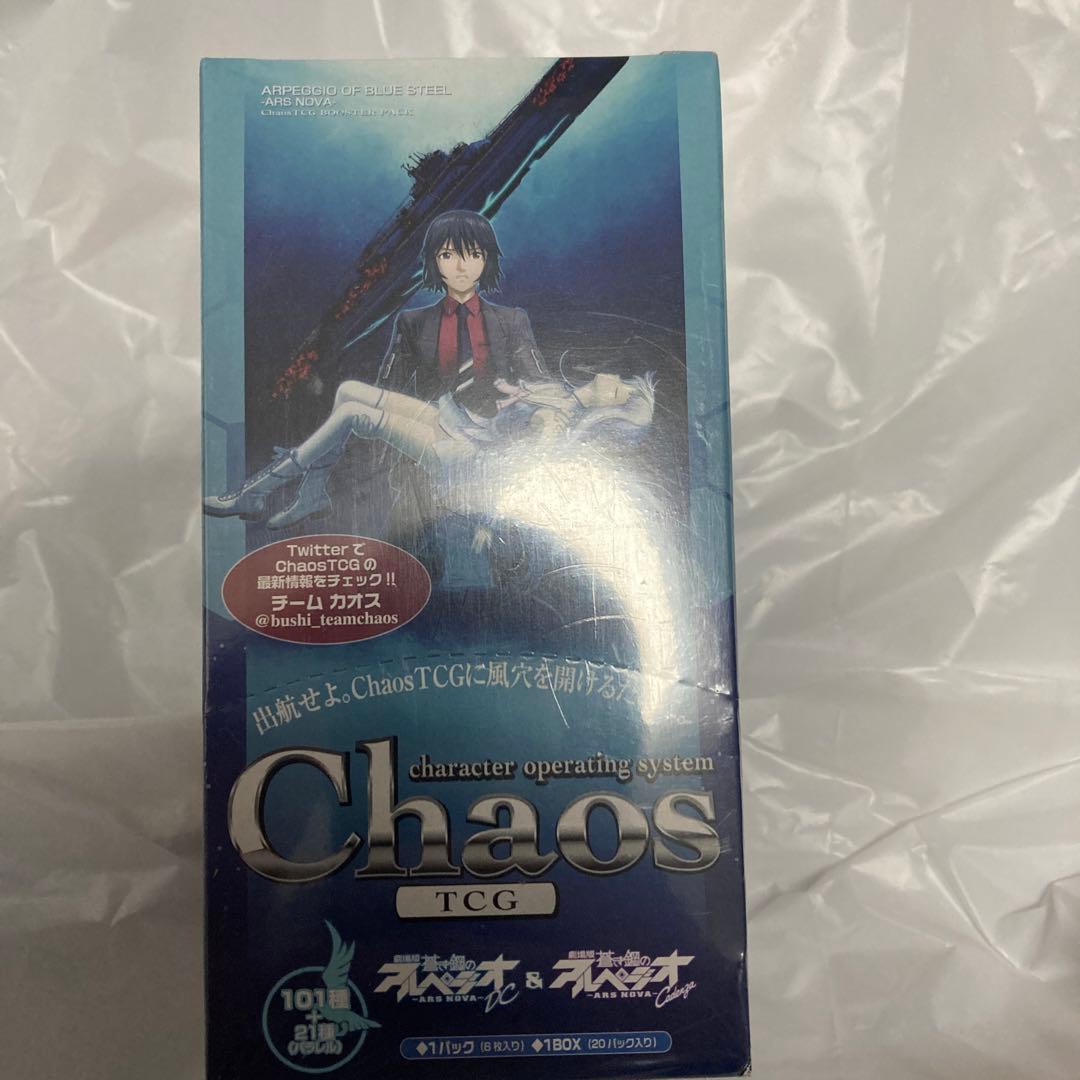 ARPEGGIO OF BLUE STEEL
-ARS NOVA-
ChaosTCG BOOSTER PACK
Twitterで
ChaosTCGの
最新情報をチェック!!
チーム カオス
@bushi_teamchaos
出航せよ。ChaosTCGに風穴を開ける
character operating system
Chaos
TCG
101種
+
21種
(パラレル)
劇場版 蒼き鋼の
アルペジオ
-ARS NOVA- DC
&
劇場版 蒼き鋼の
アルペジオ
-ARS NOVA- Cadenza
◆1パック (6枚入り) ◆1BOX (20パック入り)